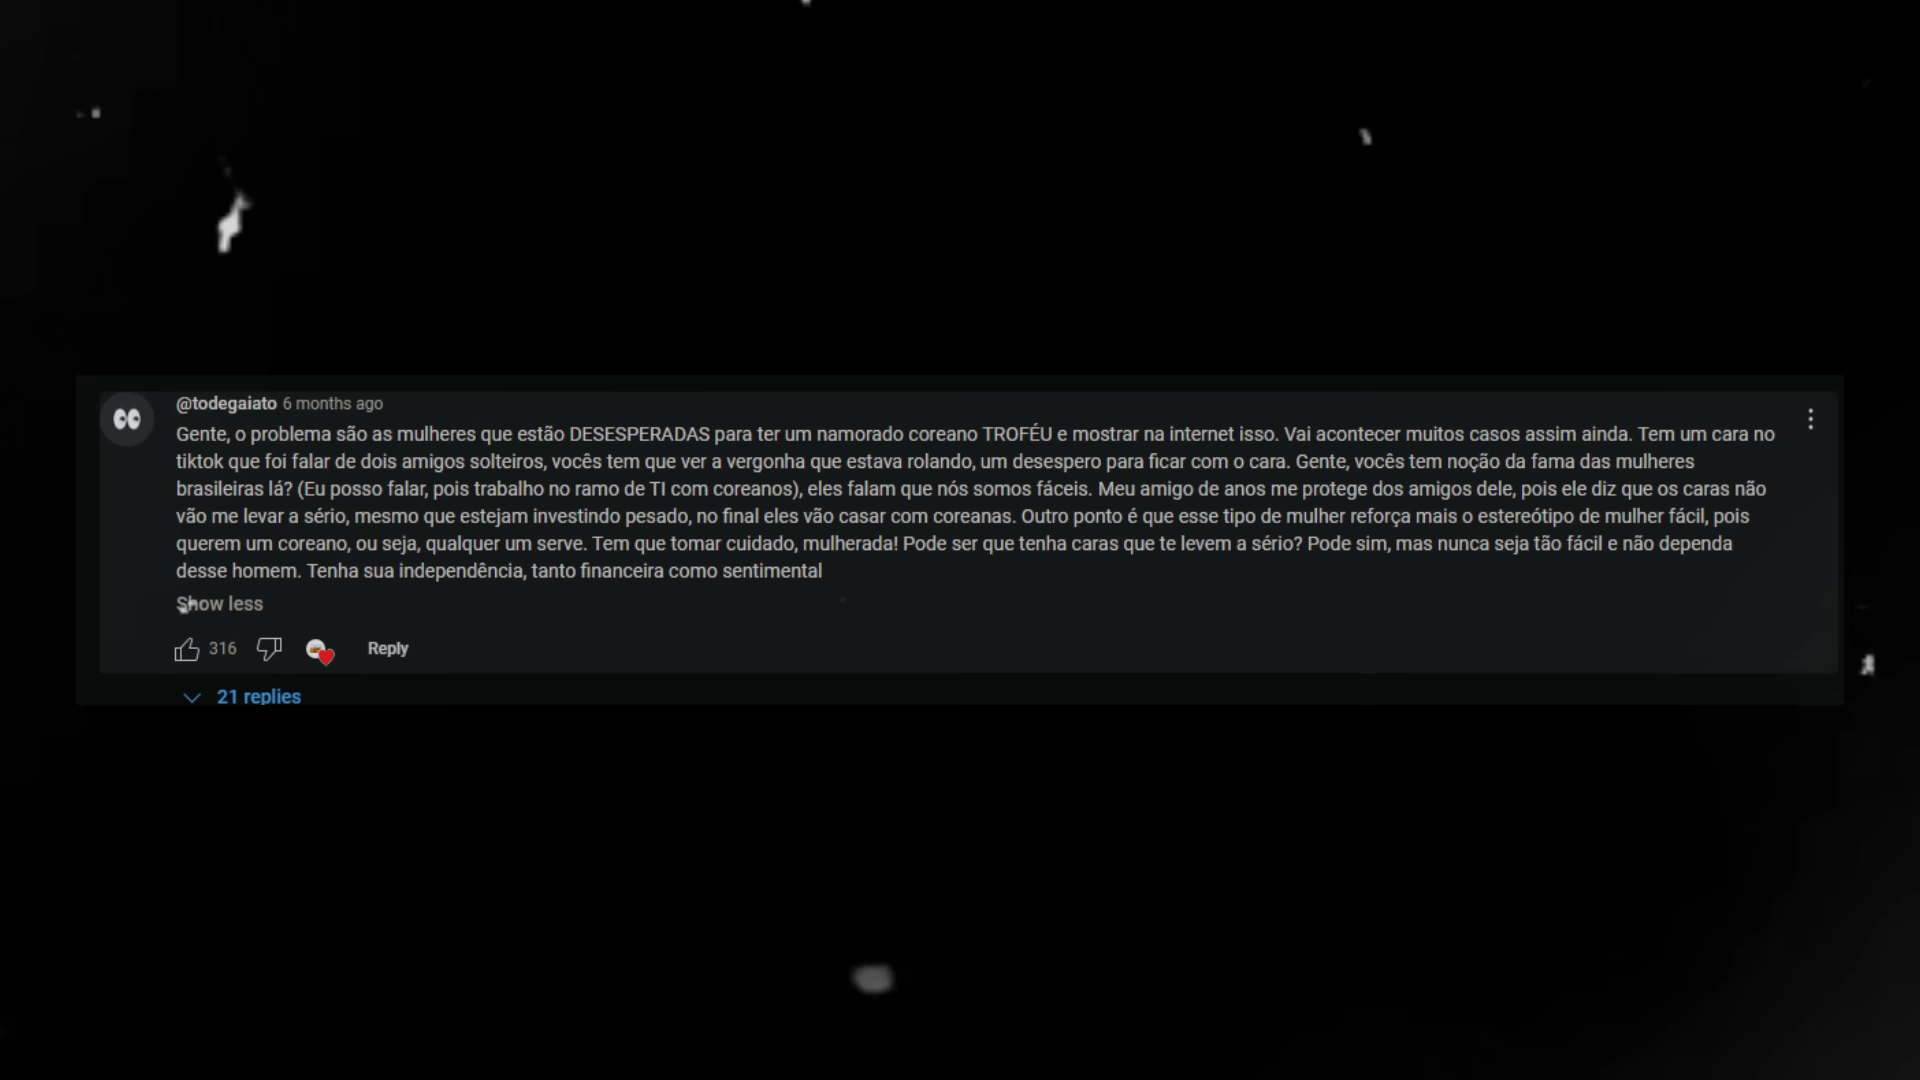 @todegaiato 6 months ago
Gente, o problema são as mulheres que estão DESESPERADAS para ter um namorado coreano TROFÉU e mostrar na internet isso. Vai acontecer muitos casos assim ainda. Tem um cara no
tiktok que foi falar de dois amigos solteiros, vocês tem que ver a vergonha que estava rolando, um desespero para ficar com o cara. Gente, vocês tem noção da fama das mulheres
brasileiras lá? (Eu posso falar, pois trabalho no ramo de TI com coreanos), eles falam que nós somos fáceis. Meu amigo de anos me protege dos amigos dele, pois ele diz que os caras não
vão me levar a sério, mesmo que estejam investindo pesado, no final eles vão casar com coreanas. Outro ponto é que esse tipo de mulher reforça mais o estereótipo de mulher fácil, pois
querem um coreano, ou seja, qualquer um serve. Tem que tomar cuidado, mulherada! Pode ser que tenha caras que te levem a sério? Pode sim, mas nunca seja tão fácil e não dependa
desse homem. Tenha sua independência, tanto financeira como sentimental
Show less
316 Reply
21 replies